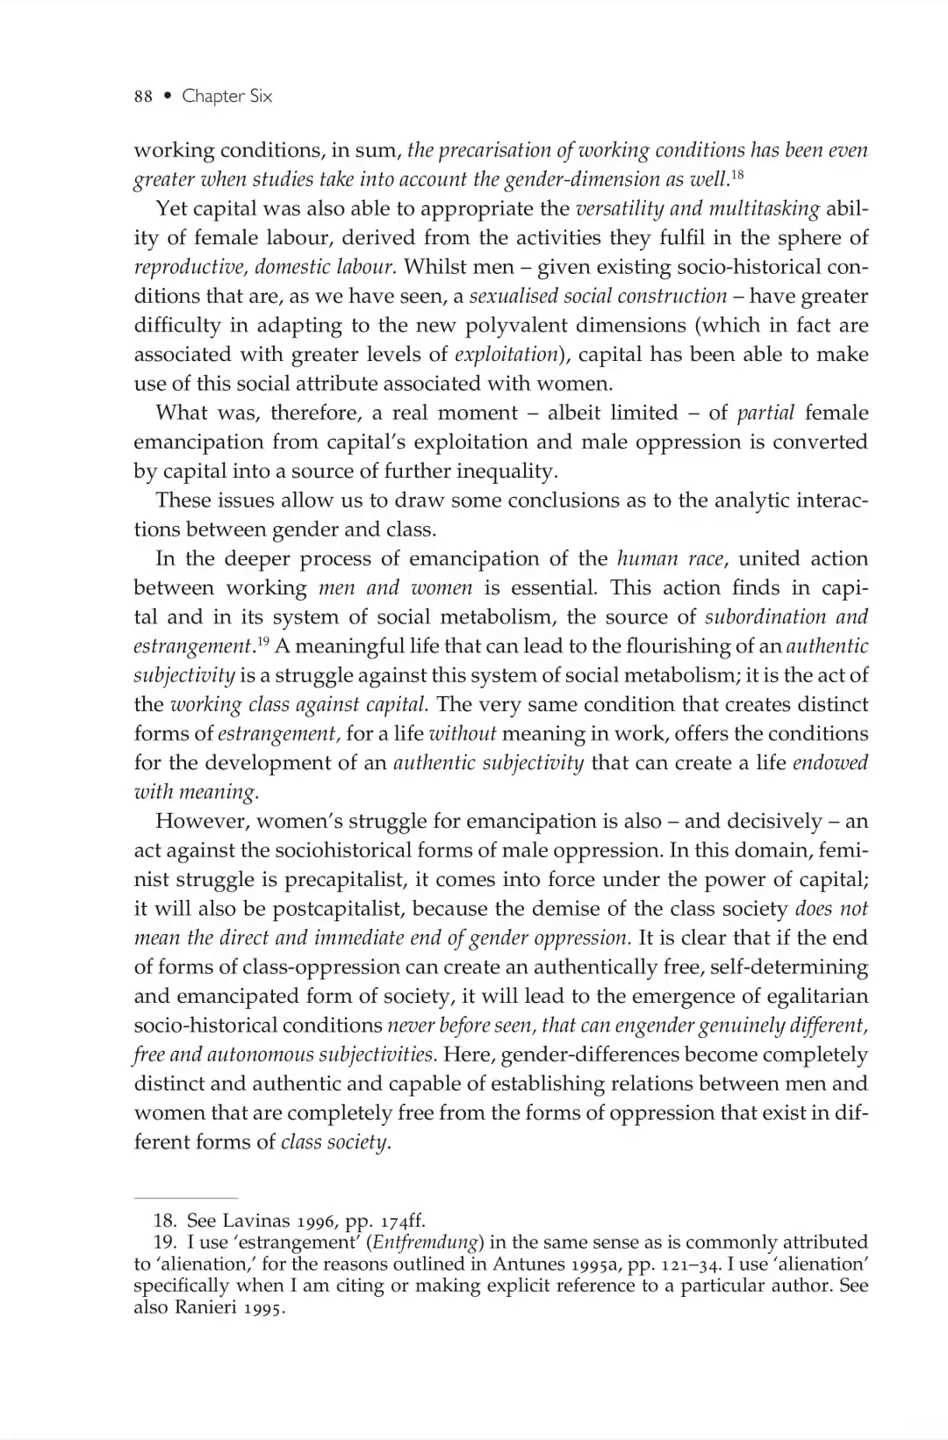 88 • Chapter Six
working conditions, in sum, the precarisation of working conditions has been even
greater when studies take into account the gender-dimension as well.18
Yet capital was also able to appropriate the versatility and multitasking abil-
ity of female labour, derived from the activities they fulfil in the sphere of
reproductive, domestic labour. Whilst men – given existing socio-historical con-
ditions that are, as we have seen, a sexualised social construction – have greater
difficulty in adapting to the new polyvalent dimensions (which in fact are
associated with greater levels of exploitation), capital has been able to make
use of this social attribute associated with women.
What was, therefore, a real moment – albeit limited – of partial female
emancipation from capital's exploitation and male oppression is converted
by capital into a source of further inequality.
These issues allow us to draw some conclusions as to the analytic interac-
tions between gender and class.
In the deeper process of emancipation of the human race, united action
between working men and women is essential. This action finds in capi-
tal and in its system of social metabolism, the source of subordination and
estrangement.19 A meaningful life that can lead to the flourishing of an authentic
subjectivity is a struggle against this system of social metabolism; it is the act of
the working class against capital. The very same condition that creates distinct
forms of estrangement, for a life without meaning in work, offers the conditions
for the development of an authentic subjectivity that can create a life endowed
with meaning.
However, women's struggle for emancipation is also – and decisively – an
act against the sociohistorical forms of male oppression. In this domain, femi-
nist struggle is precapitalist, it comes into force under the power of capital;
it will also be postcapitalist, because the demise of the class society does not
mean the direct and immediate end of gender oppression. It is clear that if the end
of forms of class-oppression can create an authentically free, self-determining
and emancipated form of society, it will lead to the emergence of egalitarian
socio-historical conditions never before seen, that can engender genuinely different,
free and autonomous subjectivities. Here, gender-differences become completely
distinct and authentic and capable of establishing relations between men and
women that are completely free from the forms of oppression that exist in dif-
ferent forms of class society.
18. See Lavinas 1996, pp. 174ff.
19. I use 'estrangement' (Entfremdung) in the same sense as is commonly attributed
to 'alienation,' for the reasons outlined in Antunes 1995a, pp. 121–34. I use 'alienation'
specifically when I am citing or making explicit reference to a particular author. See
also Ranieri 1995.